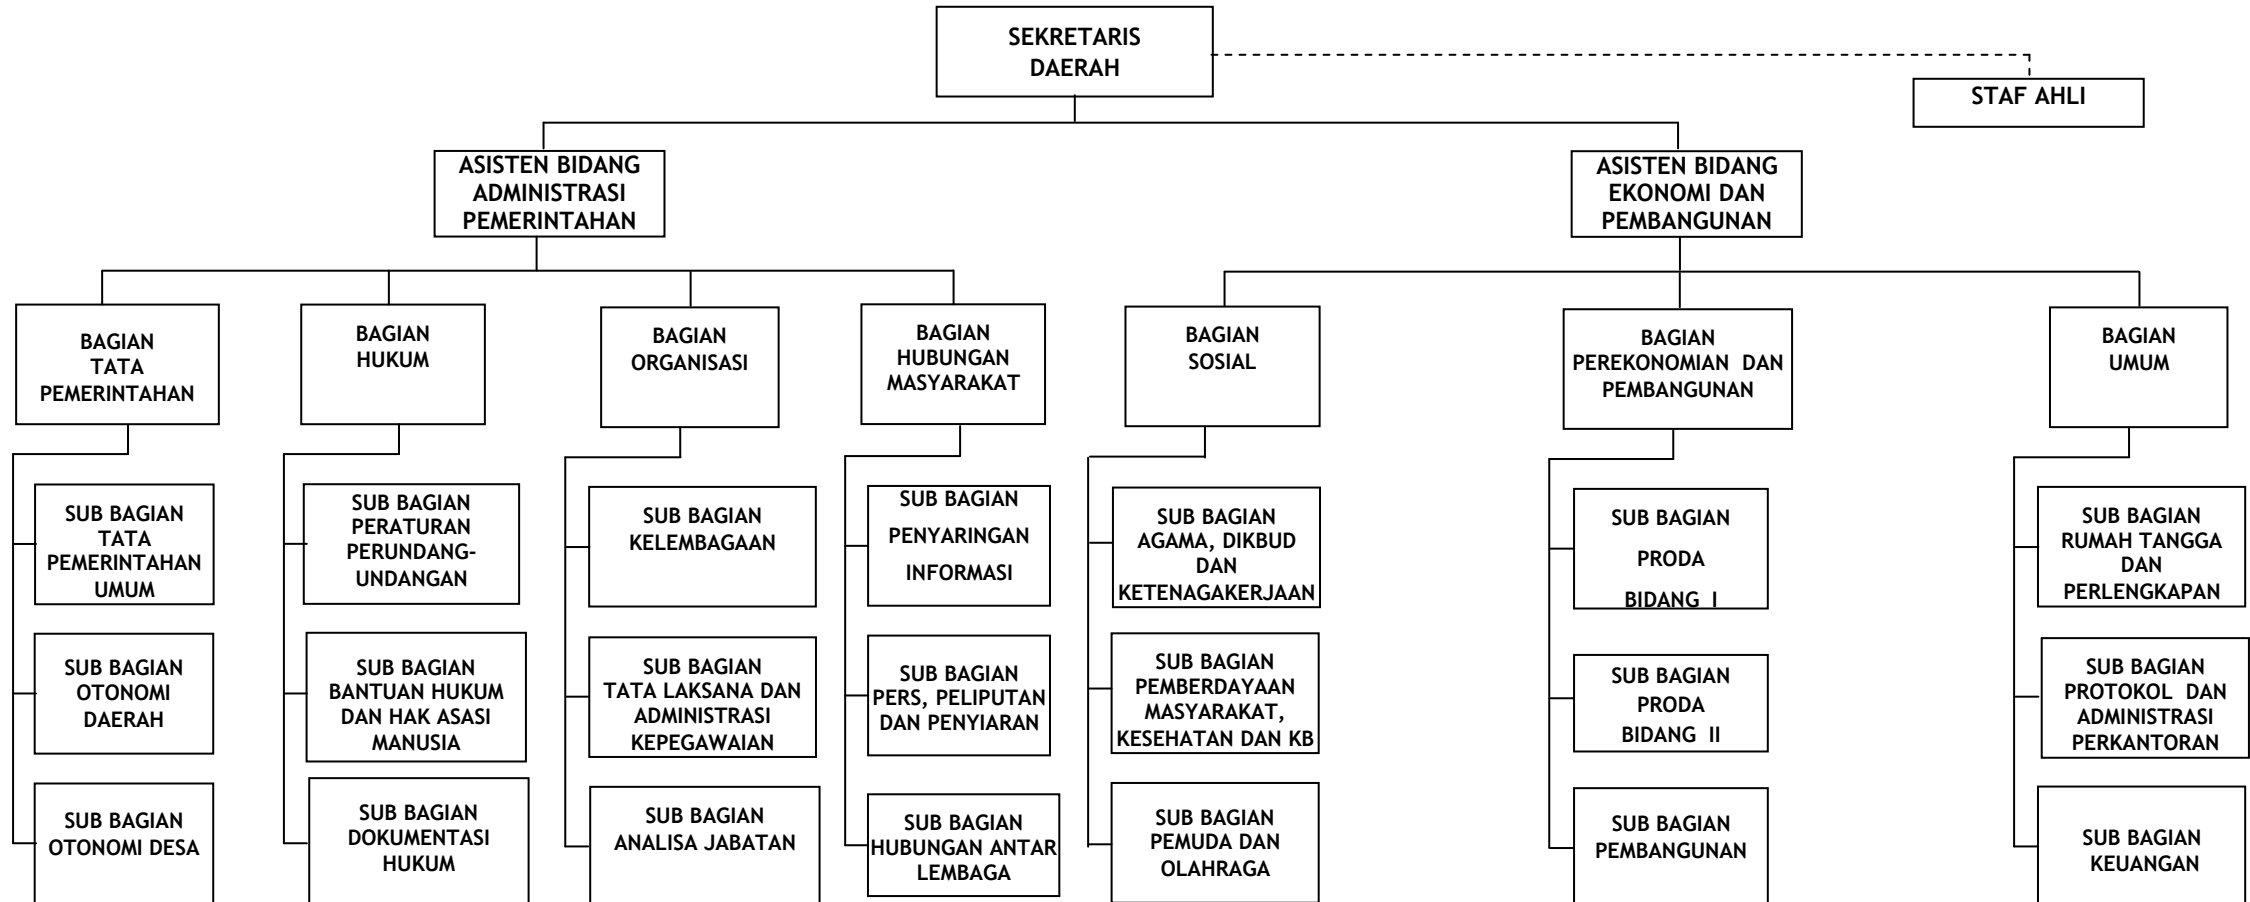 SEKRETARIS
DAERAH
STAF AHLI
ASISTEN BIDANG
ADMINISTRASI
PEMERINTAHAN
ASISTEN BIDANG
EKONOMI DAN
PEMBANGUNAN
BAGIAN
TATA
PEMERINTAHAN
BAGIAN
HUKUM
BAGIAN
ORGANISASI
BAGIAN
HUBUNGAN
MASYARAKAT
BAGIAN
SOSIAL
BAGIAN
PEREKONOMIAN DAN
PEMBANGUNAN
BAGIAN
UMUM
SUB BAGIAN
TATA
PEMERINTAHAN
UMUM
SUB BAGIAN
PERATURAN
PERUNDANG-
UNDANGAN
SUB BAGIAN
KELEMBAGAAN
SUB BAGIAN
PENYARINGAN
INFORMASI
SUB BAGIAN
AGAMA, DIKBUD
DAN
KETENAGAKERJAAN
SUB BAGIAN
PRODA
BIDANG I
SUB BAGIAN
RUMAH TANGGA
DAN
PERLENGKAPAN
SUB BAGIAN
OTONOMI
DAERAH
SUB BAGIAN
BANTUAN HUKUM
DAN HAK ASASI
MANUSIA
SUB BAGIAN
TATA LAKSANA DAN
ADMINISTRASI
KEPEGAWAIAN
SUB BAGIAN
PERS, PELIPUTAN
DAN PENYIARAN
SUB BAGIAN
PEMBERDAYAAN
MASYARAKAT,
KESEHATAN DAN KB
SUB BAGIAN
PRODA
BIDANG II
SUB BAGIAN
PROTOKOL DAN
ADMINISTRASI
PERKANTORAN
SUB BAGIAN
OTONOMI DESA
SUB BAGIAN
DOKUMENTASI
HUKUM
SUB BAGIAN
ANALISA JABATAN
SUB BAGIAN
HUBUNGAN ANTAR
LEMBAGA
SUB BAGIAN
PEMUDA DAN
OLAHRAGA
SUB BAGIAN
PEMBANGUNAN
SUB BAGIAN
KEUANGAN